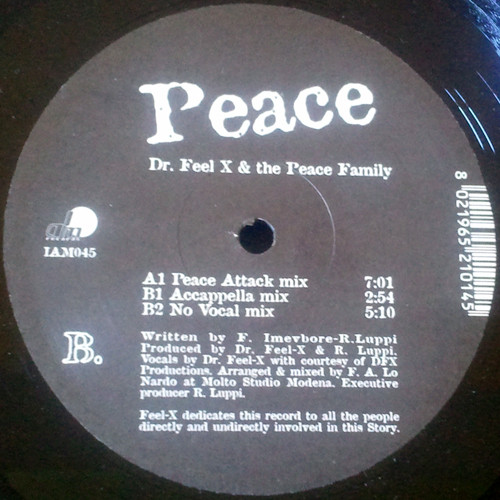 Peace
Dr. Feel X & the Peace Family
IAM045
A1 Peace Attack mix 7:01
B1 Accappella mix 2:54
B2 No Vocal mix 5:10
B.
Written by F. Imevbore-R.Luppi
Produced by Dr. Feel-X & R. Luppi.
Vocals by Dr. Feel-X with courtesy of DFX
Productions. Arranged & mixed by F. A. Lo
Nardo at Molto Studio Modena. Executive
producer R. Luppi.
Feel-X dedicates this record to all the people
directly and undirectly involved in this Story.
8 021965 210145